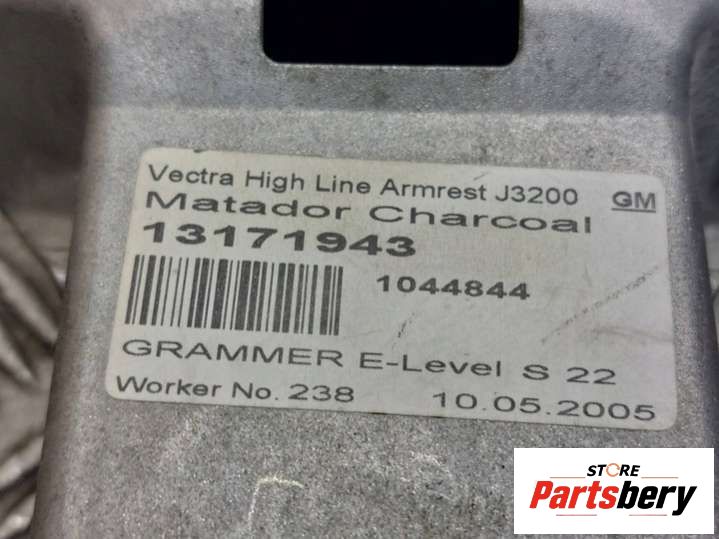 Vectra High Line Armrest J3200 GM
Matador Charcoal
13171943
1044844
GRAMMER E-Level S 22
Worker No. 238 10.05.2005
STORE
Partsbery